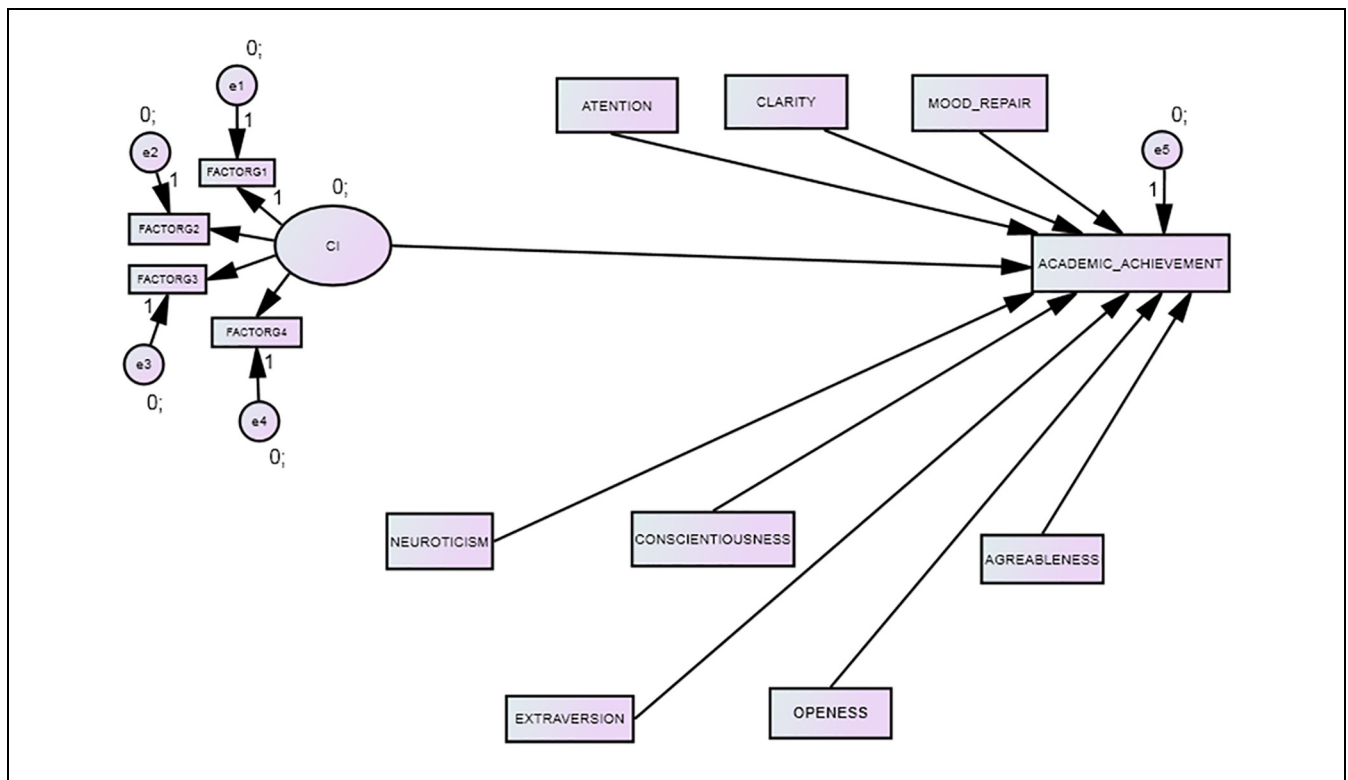 0;
e1
1
0;
e2
1
FACTORG1
1
0;
FACTORG2
CI
FACTORG3
1
FACTORG4
e3
0;
1
e4
0;
ATENTION
CLARITY
MOOD_REPAIR
0;
e5
1
ACADEMIC_ACHIEVEMENT
NEUROTICISM
CONSCIENTIOUSNESS
AGREABLENESS
EXTRAVERSION
OPENESS